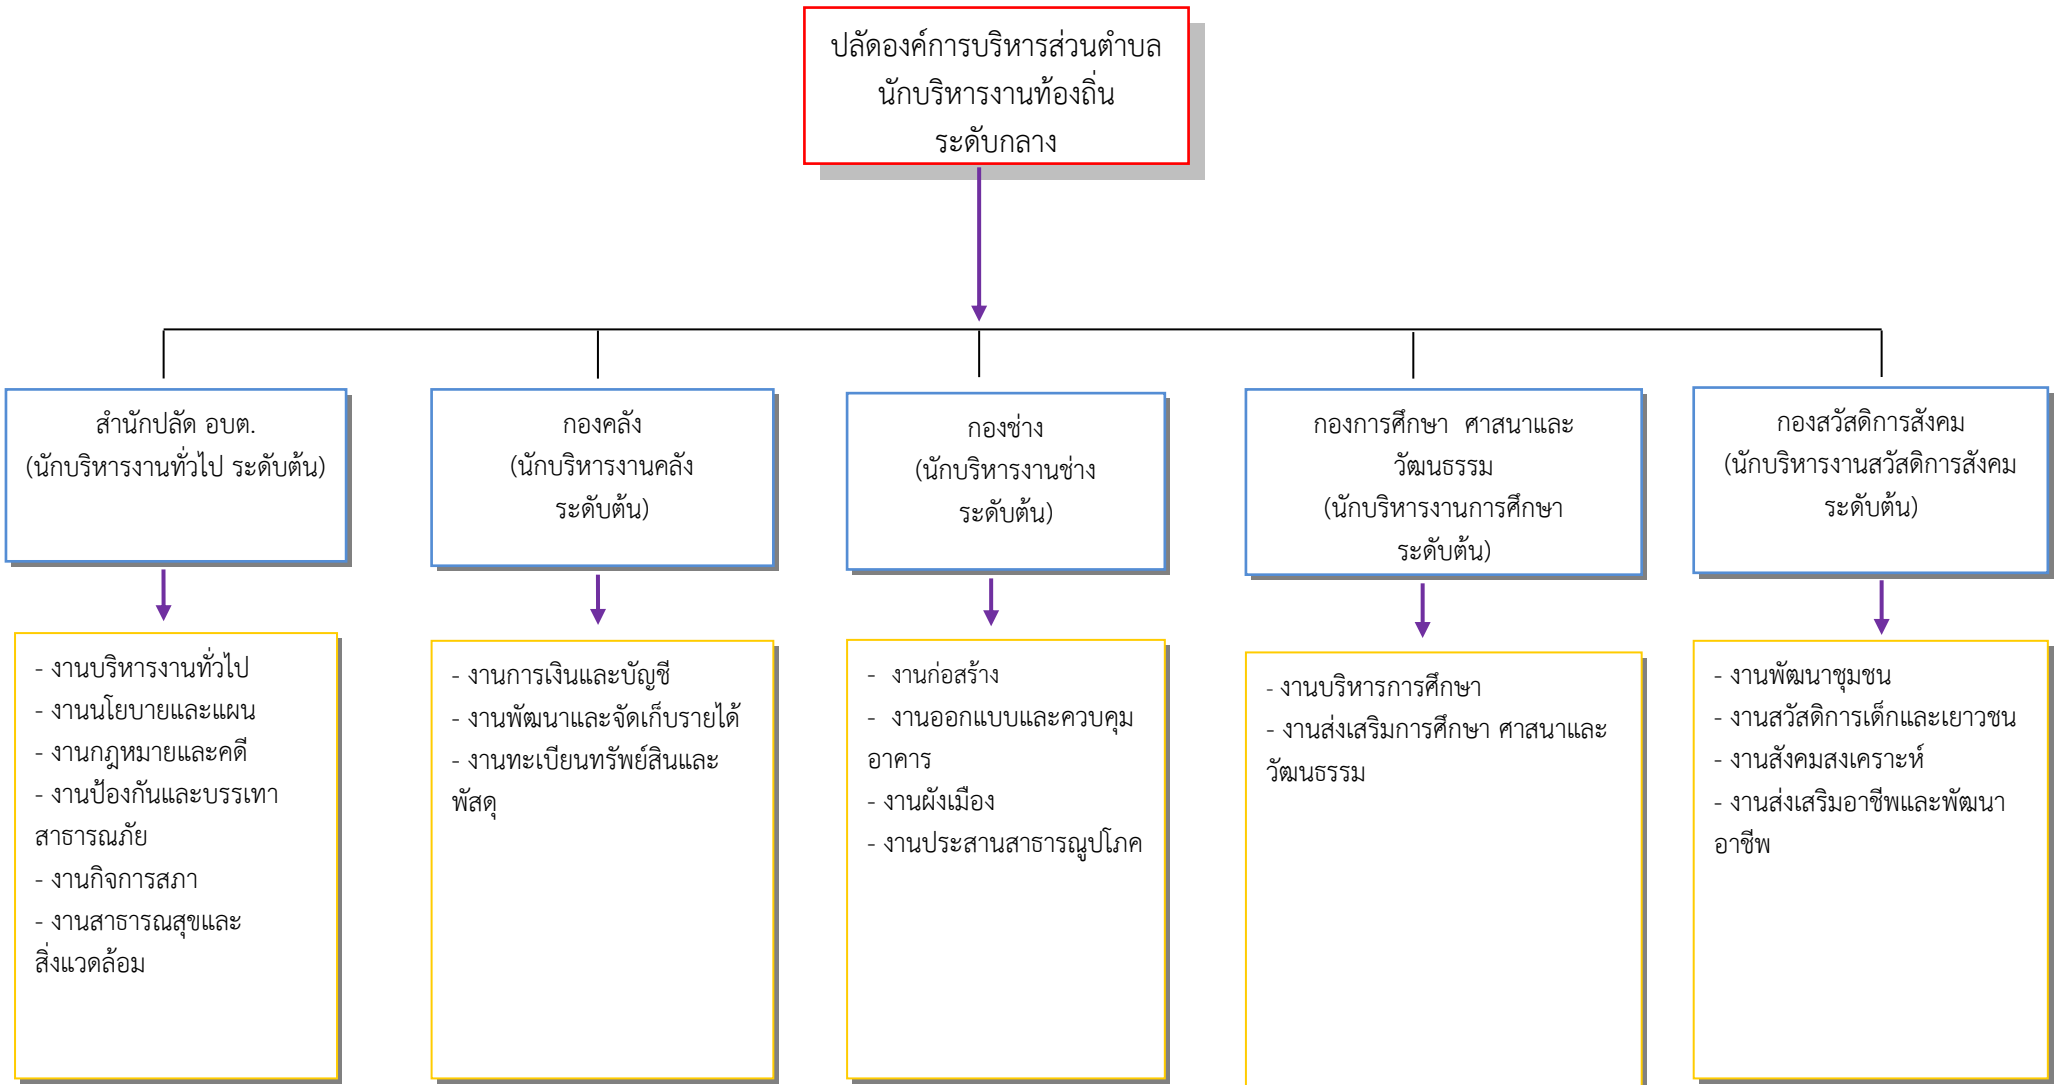 ปลัดองค์การบริหารส่วนตำบล
นักบริหารงานท้องถิ่น
ระดับกลาง
สำนักปลัด อบต.
(นักบริหารงานทั่วไป ระดับต้น)
กองคลัง
(นักบริหารงานคลัง
ระดับต้น)
กองช่าง
(นักบริหารงานช่าง
ระดับต้น)
กองการศึกษา  ศาสนาและ
วัฒนธรรม
(นักบริหารงานการศึกษา
ระดับต้น)
กองสวัสดิการสังคม
(นักบริหารงานสวัสดิการสังคม
ระดับต้น)
- งานบริหารงานทั่วไป
- งานนโยบายและแผน
- งานกฎหมายและคดี
- งานป้องกันและบรรเทา
สาธารณภัย
- งานกิจการสภา
- งานสาธารณสุขและ
สิ่งแวดล้อม
- งานการเงินและบัญชี
- งานพัฒนาและจัดเก็บรายได้
- งานทะเบียนทรัพย์สินและ
พัสดุ
-  งานก่อสร้าง
-  งานออกแบบและควบคุม
อาคาร
- งานผังเมือง
- งานประสานสาธารณูปโภค
- งานบริหารการศึกษา
- งานส่งเสริมการศึกษา ศาสนาและ
วัฒนธรรม
- งานพัฒนาชุมชน
- งานสวัสดิการเด็กและเยาวชน
- งานสังคมสงเคราะห์
- งานส่งเสริมอาชีพและพัฒนา
อาชีพ